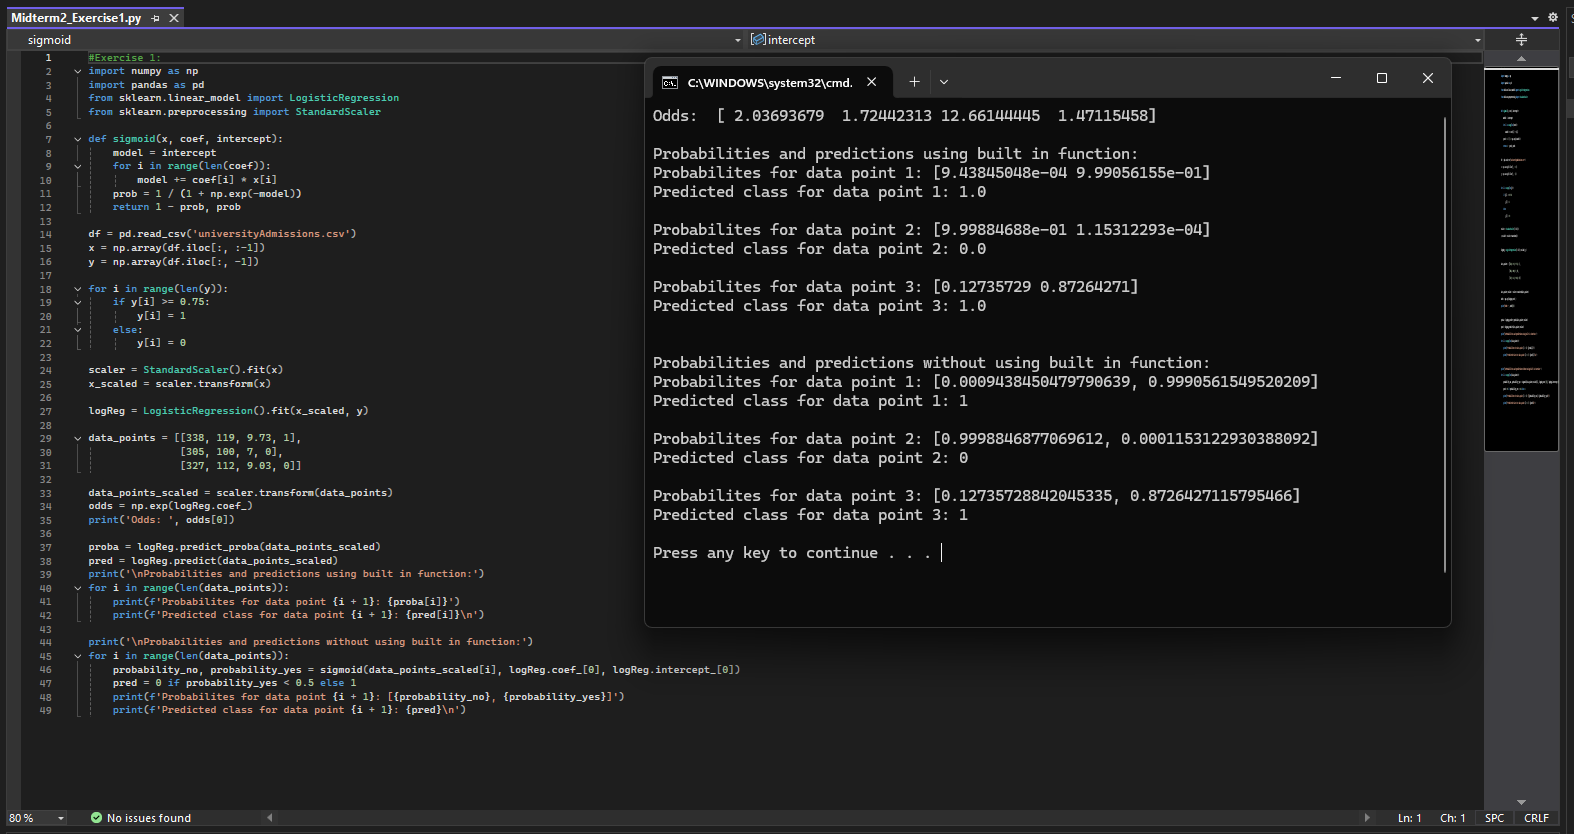 Midterm2_Exercise1.py
sigmoid
intercept
1 #Exercise 1:
2 import numpy as np
3 import pandas as pd
4 from sklearn.linear_model import LogisticRegression
5 from sklearn.preprocessing import StandardScaler
6
7 def sigmoid(x, coef, intercept):
8 model = intercept
9 for i in range(len(coef)):
10 model += coef[i] * x[i]
11 prob = 1 / (1 + np.exp(-model))
12 return 1 - prob, prob
13
14 df = pd.read_csv('universityAdmissions.csv')
15 x = np.array(df.iloc[:, :-1])
16 y = np.array(df.iloc[:, -1])
17
18 for i in range(len(y)):
19 if y[i] >= 0.75:
20 y[i] = 1
21 else:
22 y[i] = 0
23
24 scaler = StandardScaler().fit(x)
25 x_scaled = scaler.transform(x)
26
27 logReg = LogisticRegression().fit(x_scaled, y)
28
29 data_points = [[338, 119, 9.73, 1],
30 [305, 100, 7, 0],
31 [327, 112, 9.03, 0]]
32
33 data_points_scaled = scaler.transform(data_points)
34 odds = np.exp(logReg.coef_)
35 print('Odds: ', odds[0])
36
37 proba = logReg.predict_proba(data_points_scaled)
38 pred = logReg.predict(data_points_scaled)
39 print('\nProbabilities and predictions using built in function:')
40 for i in range(len(data_points)):
41 print(f'Probabilites for data point {i + 1}: {proba[i]}')
42 print(f'Predicted class for data point {i + 1}: {pred[i]}\n')
43
44 print('\nProbabilities and predictions without using built in function:')
45 for i in range(len(data_points)):
46 probability_no, probability_yes = sigmoid(data_points_scaled[i], logReg.coef_[0], logReg.intercept_[0])
47 pred = 0 if probability_yes < 0.5 else 1
48 print(f'Probabilites for data point {i + 1}: [{probability_no}, {probability_yes}]')
49 print(f'Predicted class for data point {i + 1}: {pred}\n')
C:\WINDOWS\system32\cmd.
Odds:  [ 2.03693679  1.72442313 12.66144445  1.47115458]
Probabilities and predictions using built in function:
Probabilites for data point 1: [9.43845048e-04 9.99056155e-01]
Predicted class for data point 1: 1.0
Probabilites for data point 2: [9.99884688e-01 1.15312293e-04]
Predicted class for data point 2: 0.0
Probabilites for data point 3: [0.12735729 0.87264271]
Predicted class for data point 3: 1.0
Probabilities and predictions without using built in function:
Probabilites for data point 1: [0.0009438450479790639, 0.9990561549520209]
Predicted class for data point 1: 1
Probabilites for data point 2: [0.9998846877069612, 0.0001153122930388092]
Predicted class for data point 2: 0
Probabilites for data point 3: [0.12735728842045335, 0.8726427115795466]
Predicted class for data point 3: 1
Press any key to continue . . .
80 %
No issues found
Ln: 1
Ch: 1
SPC
CRLF